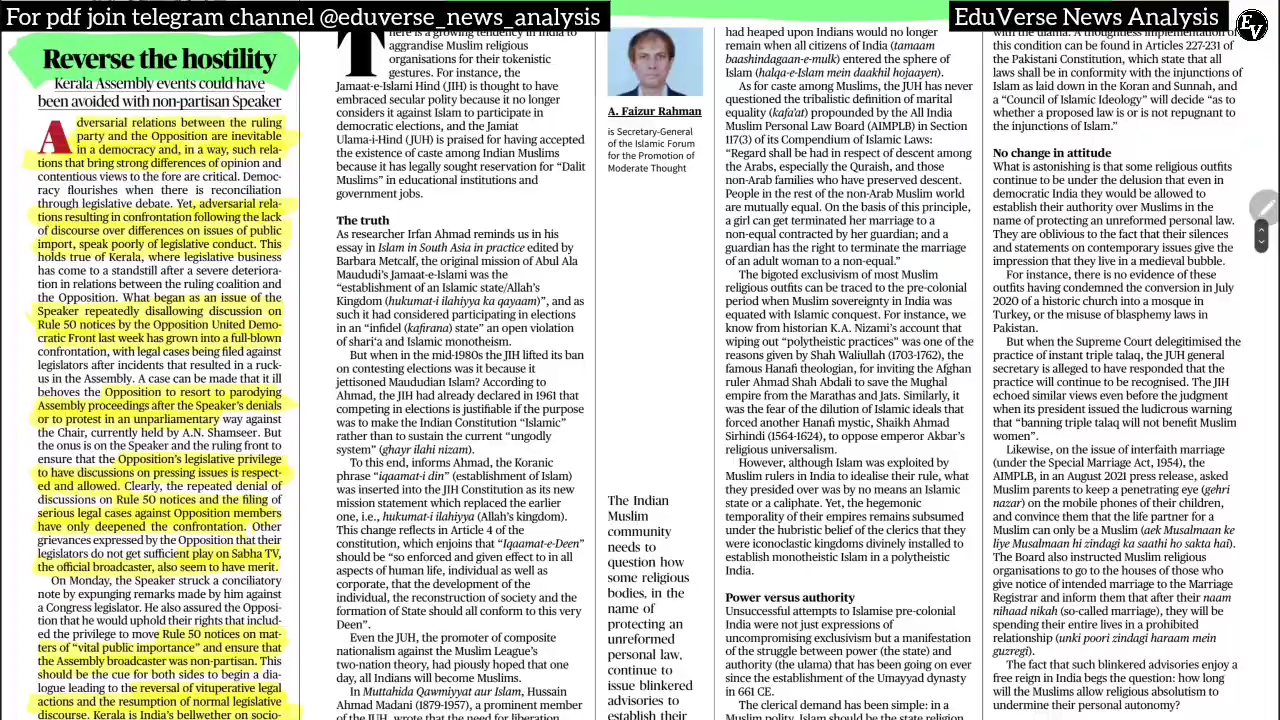 For pdf join telegram channel @eduverse_news_analysis
EduVerse News Analysis
EV
Reverse the hostility
Kerala Assembly events could have
been avoided with non-partisan Speaker
Adversarial relations between the ruling
party and the Opposition are inevitable
in a democracy and, in a way, such rela-
tions that bring strong differences of opinion and
contentious views to the fore are critical. Democ-
racy flourishes when there is reconciliation
through legislative debate. Yet, adversarial rela-
tions resulting in confrontation following the lack
of discourse over differences on issues of public
import, speak poorly of legislative conduct. This
holds true of Kerala, where legislative business
has come to a standstill after a severe deteriora-
tion in relations between the ruling coalition and
the Opposition. What began as an issue of the
Speaker repeatedly disallowing discussion on
Rule 50 notices by the Opposition United Demo-
cratic Front last week has grown into a full-blown
confrontation, with legal cases being filed against
legislators after incidents that resulted in a ruck-
us in the Assembly. A case can be made that it ill
behoves the Opposition to resort to parodying
Assembly proceedings after the Speaker's denials
or to protest in an unparliamentary way against
the Chair, currently held by A.N. Shamseer. But
the onus is on the Speaker and the ruling front to
ensure that the Opposition's legislative privilege
to have discussions on pressing issues is respect-
ed and allowed. Clearly, the repeated denial of
discussions on Rule 50 notices and the filing of
serious legal cases against Opposition members
have only deepened the confrontation. Other
grievances expressed by the Opposition that their
legislators do not get sufficient play on Sabha TV,
the official broadcaster, also seem to have merit.
On Monday, the Speaker struck a conciliatory
note by expunging remarks made by him against
a Congress legislator. He also assured the Opposi-
tion that he would uphold their rights that includ-
ed the privilege to move Rule 50 notices on mat-
ters of "vital public importance" and ensure that
the Assembly broadcaster was non-partisan. This
should be the cue for both sides to begin a dia-
logue leading to the reversal of vituperative legal
actions and the resumption of normal legislative
discourse. Kerala is India's bellwether on socio-
There is a growing tendency in India to
aggrandise Muslim religious
organisations for their tokenistic
gestures. For instance, the
Jamaat-e-Islami Hind (JIH) is thought to have
embraced secular polity because it no longer
considers it against Islam to participate in
democratic elections, and the Jamiat
Ulama-i-Hind (JUH) is praised for having accepted
the existence of caste among Indian Muslims
because it has legally sought reservation for "Dalit
Muslims" in educational institutions and
government jobs.
The truth
As researcher Irfan Ahmad reminds us in his
essay in Islam in South Asia in practice edited by
Barbara Metcalf, the original mission of Abul Ala
Maududi's Jamaat-e-Islami was the
"establishment of an Islamic state/Allah's
Kingdom (hukumat-i ilahiyya ka qayaam)", and as
such it had considered participating in elections
in an "infidel (kafirana) state" an open violation
of shari'a and Islamic monotheism.
But when in the mid-1980s the JIH lifted its ban
on contesting elections was it because it
jettisoned Maududian Islam? According to
Ahmad, the JIH had already declared in 1961 that
competing in elections is justifiable if the purpose
was to make the Indian Constitution "Islamic"
rather than to sustain the current "ungodly
system" (ghayr ilahi nizam).
To this end, informs Ahmad, the Koranic
phrase "iqaamat-i din" (establishment of Islam)
was inserted into the JIH Constitution as its new
mission statement which replaced the earlier
one, i.e., hukumat-i ilahiyya (Allah's kingdom).
This change reflects in Article 4 of the
constitution, which enjoins that "Iqaamat-e-Deen"
should be "so enforced and given effect to in all
aspects of human life, individual as well as
corporate, that the development of the
individual, the reconstruction of society and the
formation of State should all conform to this very
Deen".
Even the JUH, the promoter of composite
nationalism against the Muslim League's
two-nation theory, had piously hoped that one
day, all Indians will become Muslims.
In Muttahida Qawmiyyat aur Islam, Hussain
Ahmad Madani (1879-1957), a prominent member
of the JUH, wrote that the need for liberation
A. Faizur Rahman
is Secretary-General
of the Islamic Forum
for the Promotion of
Moderate Thought
The Indian
Muslim
community
needs to
question how
some religious
bodies, in the
name of
protecting an
unreformed
personal law,
continue to
issue blinkered
advisories to
establish their
had heaped upon Indians would no longer
remain when all citizens of India (tamaam
baashindagaan-e-mulk) entered the sphere of
Islam (halqa-e-Islam mein daakhil hojaayen).
As for caste among Muslims, the JUH has never
questioned the tribalistic definition of marital
equality (kafa'at) propounded by the All India
Muslim Personal Law Board (AIMPLB) in Section
117(3) of its Compendium of Islamic Laws:
"Regard shall be had in respect of descent among
the Arabs, especially the Quraish, and those
non-Arab families who have preserved descent.
People in the rest of the non-Arab Muslim world
are mutually equal. On the basis of this principle,
a girl can get terminated her marriage to a
non-equal contracted by her guardian; and a
guardian has the right to terminate the marriage
of an adult woman to a non-equal."
The bigoted exclusivism of most Muslim
religious outfits can be traced to the pre-colonial
period when Muslim sovereignty in India was
equated with Islamic conquest. For instance, we
know from historian K.A. Nizami's account that
wiping out "polytheistic practices" was one of the
reasons given by Shah Waliullah (1703-1762), the
famous Hanafi theologian, for inviting the Afghan
ruler Ahmad Shah Abdali to save the Mughal
empire from the Marathas and Jats. Similarly, it
was the fear of the dilution of Islamic ideals that
forced another Hanafi mystic, Shaikh Ahmad
Sirhindi (1564-1624), to oppose emperor Akbar's
religious universalism.
However, although Islam was exploited by
Muslim rulers in India to idealise their rule, what
they presided over was by no means an Islamic
state or a caliphate. Yet, the hegemonic
temporality of their empires remains subsumed
under the hubristic belief of the clerics that they
were iconoclastic kingdoms divinely installed to
establish monotheistic Islam in a polytheistic
India.
Power versus authority
Unsuccessful attempts to Islamise pre-colonial
India were not just expressions of
uncompromising exclusivism but a manifestation
of the struggle between power (the state) and
authority (the ulama) that has been going on ever
since the establishment of the Umayyad dynasty
in 661 CE.
The clerical demand has been simple: in a
Muslim polity, Islam should be the state religion
with the ulama. A thoughtless implementation of
this condition can be found in Articles 227-231 of
the Pakistani Constitution, which state that all
laws shall be in conformity with the injunctions of
Islam as laid down in the Koran and Sunnah, and
a "Council of Islamic Ideology" will decide "as to
whether a proposed law is or is not repugnant to
the injunctions of Islam."
No change in attitude
What is astonishing is that some religious outfits
continue to be under the delusion that even in
democratic India they would be allowed to
establish their authority over Muslims in the
name of protecting an unreformed personal law.
They are oblivious to the fact that their silences
and statements on contemporary issues give the
impression that they live in a medieval bubble.
For instance, there is no evidence of these
outfits having condemned the conversion in July
2020 of a historic church into a mosque in
Turkey, or the misuse of blasphemy laws in
Pakistan.
But when the Supreme Court delegitimised the
practice of instant triple talaq, the JUH general
secretary is alleged to have responded that the
practice will continue to be recognised. The JIH
echoed similar views even before the judgment
when its president issued the ludicrous warning
that "banning triple talaq will not benefit Muslim
women".
Likewise, on the issue of interfaith marriage
(under the Special Marriage Act, 1954), the
AIMPLB, in an August 2021 press release, asked
Muslim parents to keep a penetrating eye (gehri
nazar) on the mobile phones of their children,
and convince them that the life partner for a
Muslim can only be a Muslim (aek Musalmaan ke
liye Musalmaan hi zindagi ka saathi ho sakta hai).
The Board also instructed Muslim religious
organisations to go to the houses of those who
give notice of intended marriage to the Marriage
Registrar and inform them that after their naam
nihaad nikah (so-called marriage), they will be
spending their entire lives in a prohibited
relationship (unki poori zindagi haraam mein
guzregi).
The fact that such blinkered advisories enjoy a
free reign in India begs the question: how long
will the Muslims allow religious absolutism to
undermine their personal autonomy?